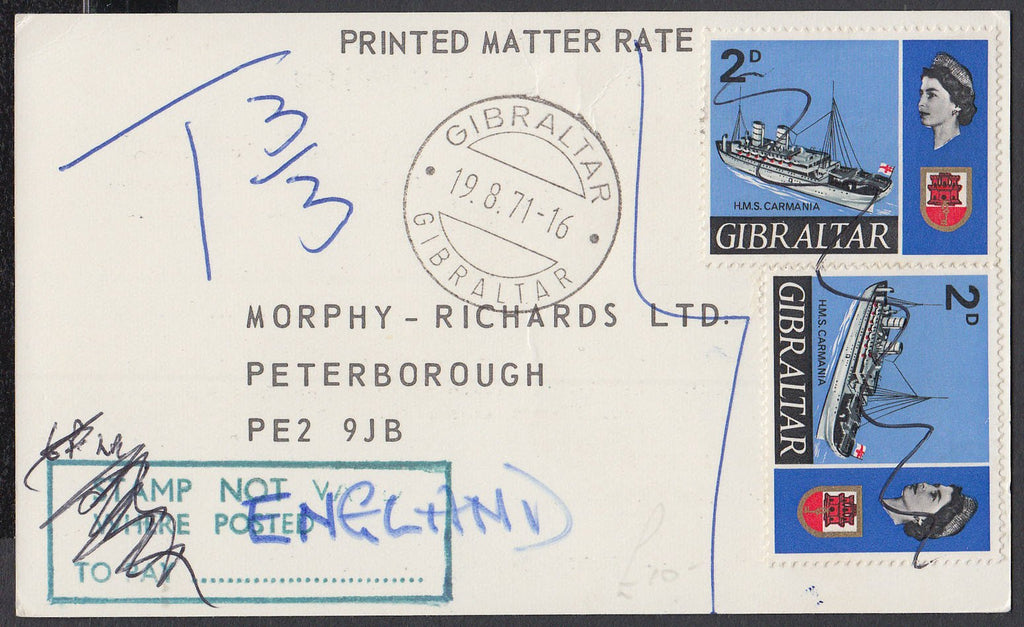 PRINTED MATTER RATE
T 3/3
GIBRALTAR
19.8.71-16
GIBRALTAR
2D
H.M.S. CARMANIA
GIBRALTAR
2D
H.M.S. CARMANIA
GIBRALTAR
MORPHY-RICHARDS LTD.
PETERBOROUGH
PE2 9JB
ENGLAND
STAMP NOT
WHERE POSTED
TO PAY ........................